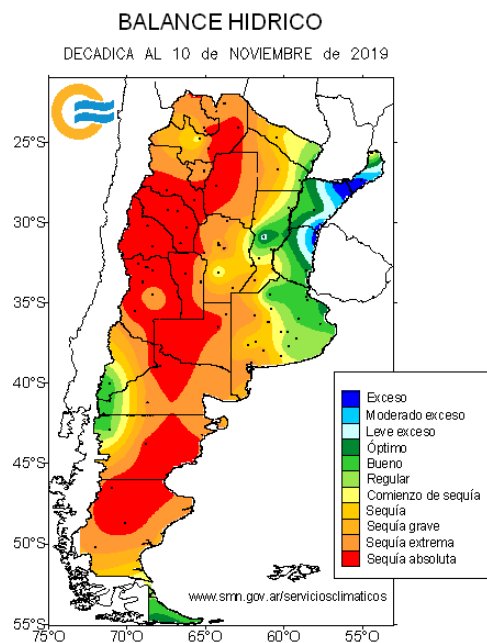 BALANCE HIDRICO
DECADICA AL 10 de NOVIEMBRE de 2019
25°S
30°S
35°S
40°S
45°S
50°S
55°S
75°O
70°O
65°O
60°O
55°O
Exceso
Moderado exceso
Leve exceso
Óptimo
Bueno
Regular
Comienzo de sequía
Sequía
Sequía grave
Sequía extrema
Sequía absoluta
www.smn.gov.ar/serviciosclimaticos